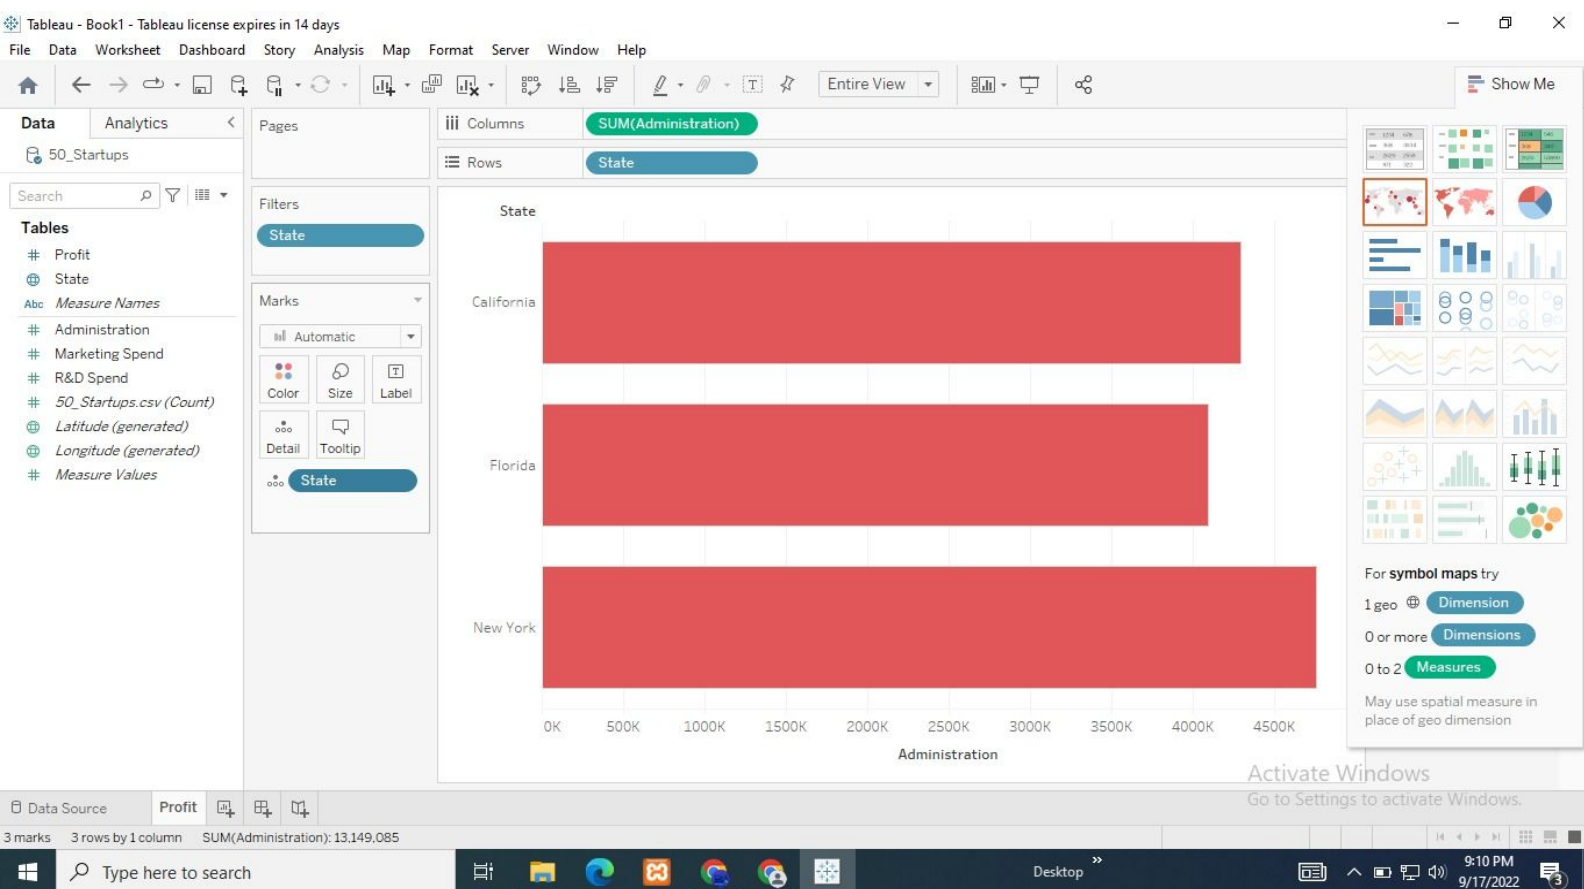 Tableau - Book1 - Tableau license expires in 14 days
File Data Worksheet Dashboard Story Analysis Map Format Server Window Help
Entire View
Show Me
Data Analytics
50_Startups
Search
Tables
Profit
State
Abc Measure Names
Administration
Marketing Spend
R&D Spend
50_Startups.csv (Count)
Latitude (generated)
Longitude (generated)
Measure Values
Pages
Filters
State
Marks
Automatic
Color Size Label
Detail Tooltip
State
Columns SUM(Administration)
Rows State
State
California
Florida
New York
0K 500K 1000K 1500K 2000K 2500K 3000K 3500K 4000K 4500K
Administration
For symbol maps try
1 geo Dimension
0 or more Dimensions
0 to 2 Measures
May use spatial measure in
place of geo dimension
Activate Windows
Go to Settings to activate Windows.
Data Source Profit
3 marks 3 rows by 1 column SUM(Administration): 13,149,085
Type here to search
Desktop
9:10 PM
9/17/2022
3